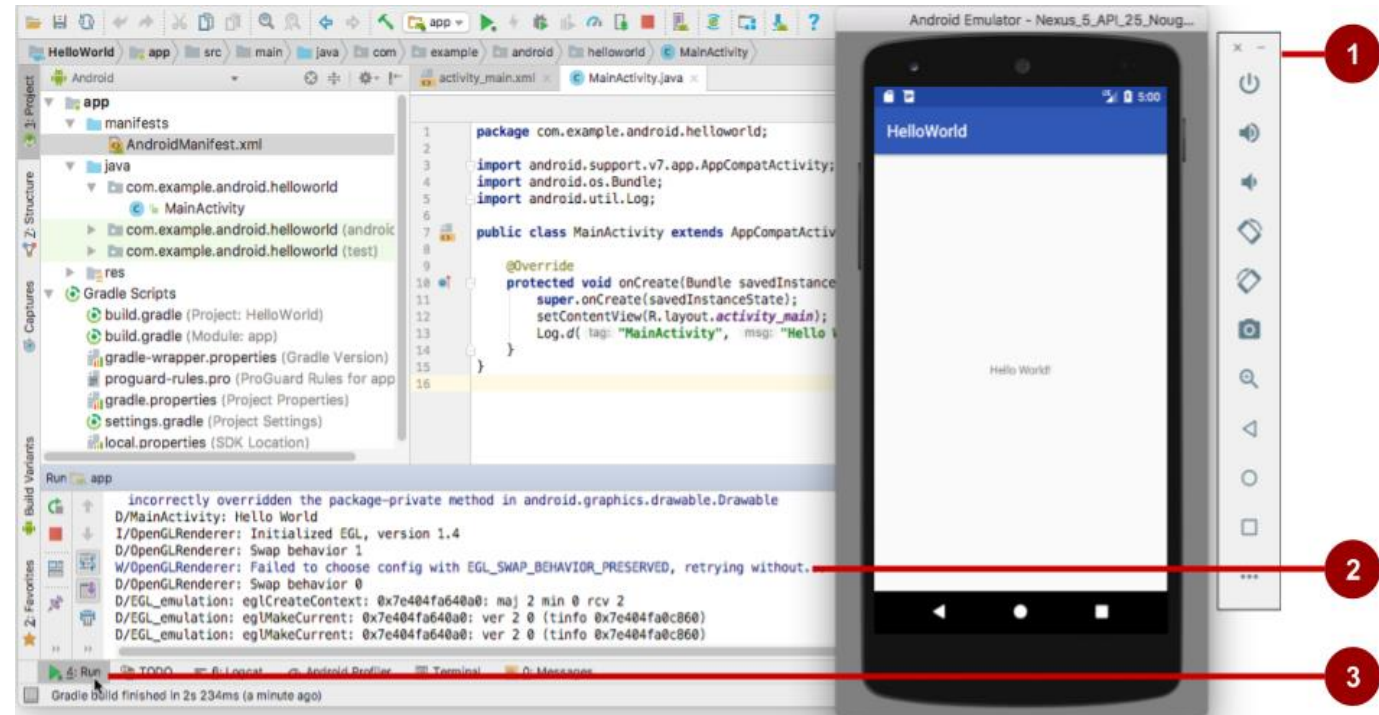 app
Android Emulator - Nexus_5_API_25_Noug...
HelloWorld app src main java com example android helloworld MainActivity
1: Project
Z: Structure
Captures
Build Variants
2: Favorites
Android
activity_main.xml
MainActivity.java
app
manifests
AndroidManifest.xml
java
com.example.android.helloworld
MainActivity
com.example.android.helloworld (androic
com.example.android.helloworld (test)
res
Gradle Scripts
build.gradle (Project: HelloWorld)
build.gradle (Module: app)
gradle-wrapper.properties (Gradle Version)
proguard-rules.pro (ProGuard Rules for app
gradle.properties (Project Properties)
settings.gradle (Project Settings)
local.properties (SDK Location)
1 package com.example.android.helloworld;
2
3 import android.support.v7.app.AppCompatActivity;
4 import android.os.Bundle;
5 import android.util.Log;
6
7 public class MainActivity extends AppCompatActiv
8
9 @Override
10 protected void onCreate(Bundle savedInstance
11 super.onCreate(savedInstanceState);
12 setContentView(R.layout.activity_main);
13 Log.d( tag: "MainActivity", msg: "Hello W
14 }
15 }
16
5:00
HelloWorld
Hello World!
1
Run app
incorrectly overridden the package-private method in android.graphics.drawable.Drawable
D/MainActivity: Hello World
I/OpenGLRenderer: Initialized EGL, version 1.4
D/OpenGLRenderer: Swap behavior 1
W/OpenGLRenderer: Failed to choose config with EGL_SWAP_BEHAVIOR_PRESERVED, retrying without...
D/OpenGLRenderer: Swap behavior 0
D/EGL_emulation: eglCreateContext: 0x7e404fa640a0: maj 2 min 0 rcv 2
D/EGL_emulation: eglMakeCurrent: 0x7e404fa640a0: ver 2 0 (tinfo 0x7e404fa0c860)
D/EGL_emulation: eglMakeCurrent: 0x7e404fa640a0: ver 2 0 (tinfo 0x7e404fa0c860)
2
4: Run TODO 6: Logcat Android Profiler Terminal 0: Messages
3
Gradle build finished in 2s 234ms (a minute ago)